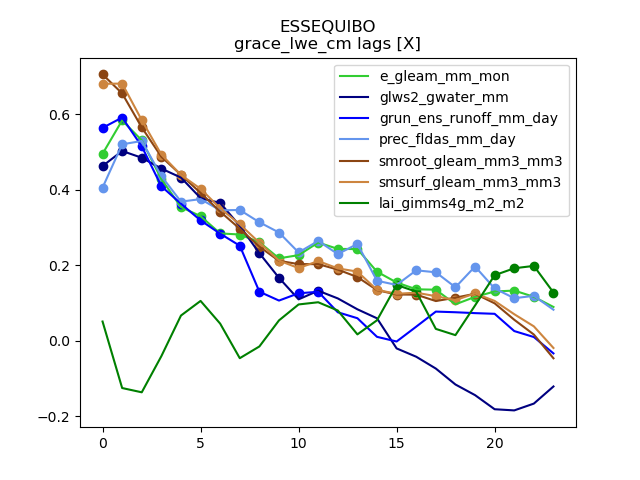 ESSEQUIBO
grace_lwe_cm lags [X]
e_gleam_mm_mon
glws2_gwater_mm
grun_ens_runoff_mm_day
prec_fldas_mm_day
smroot_gleam_mm3_mm3
smsurf_gleam_mm3_mm3
lai_gimms4g_m2_m2
0.6
0.4
0.2
0.0
−0.2
0 5 10 15 20